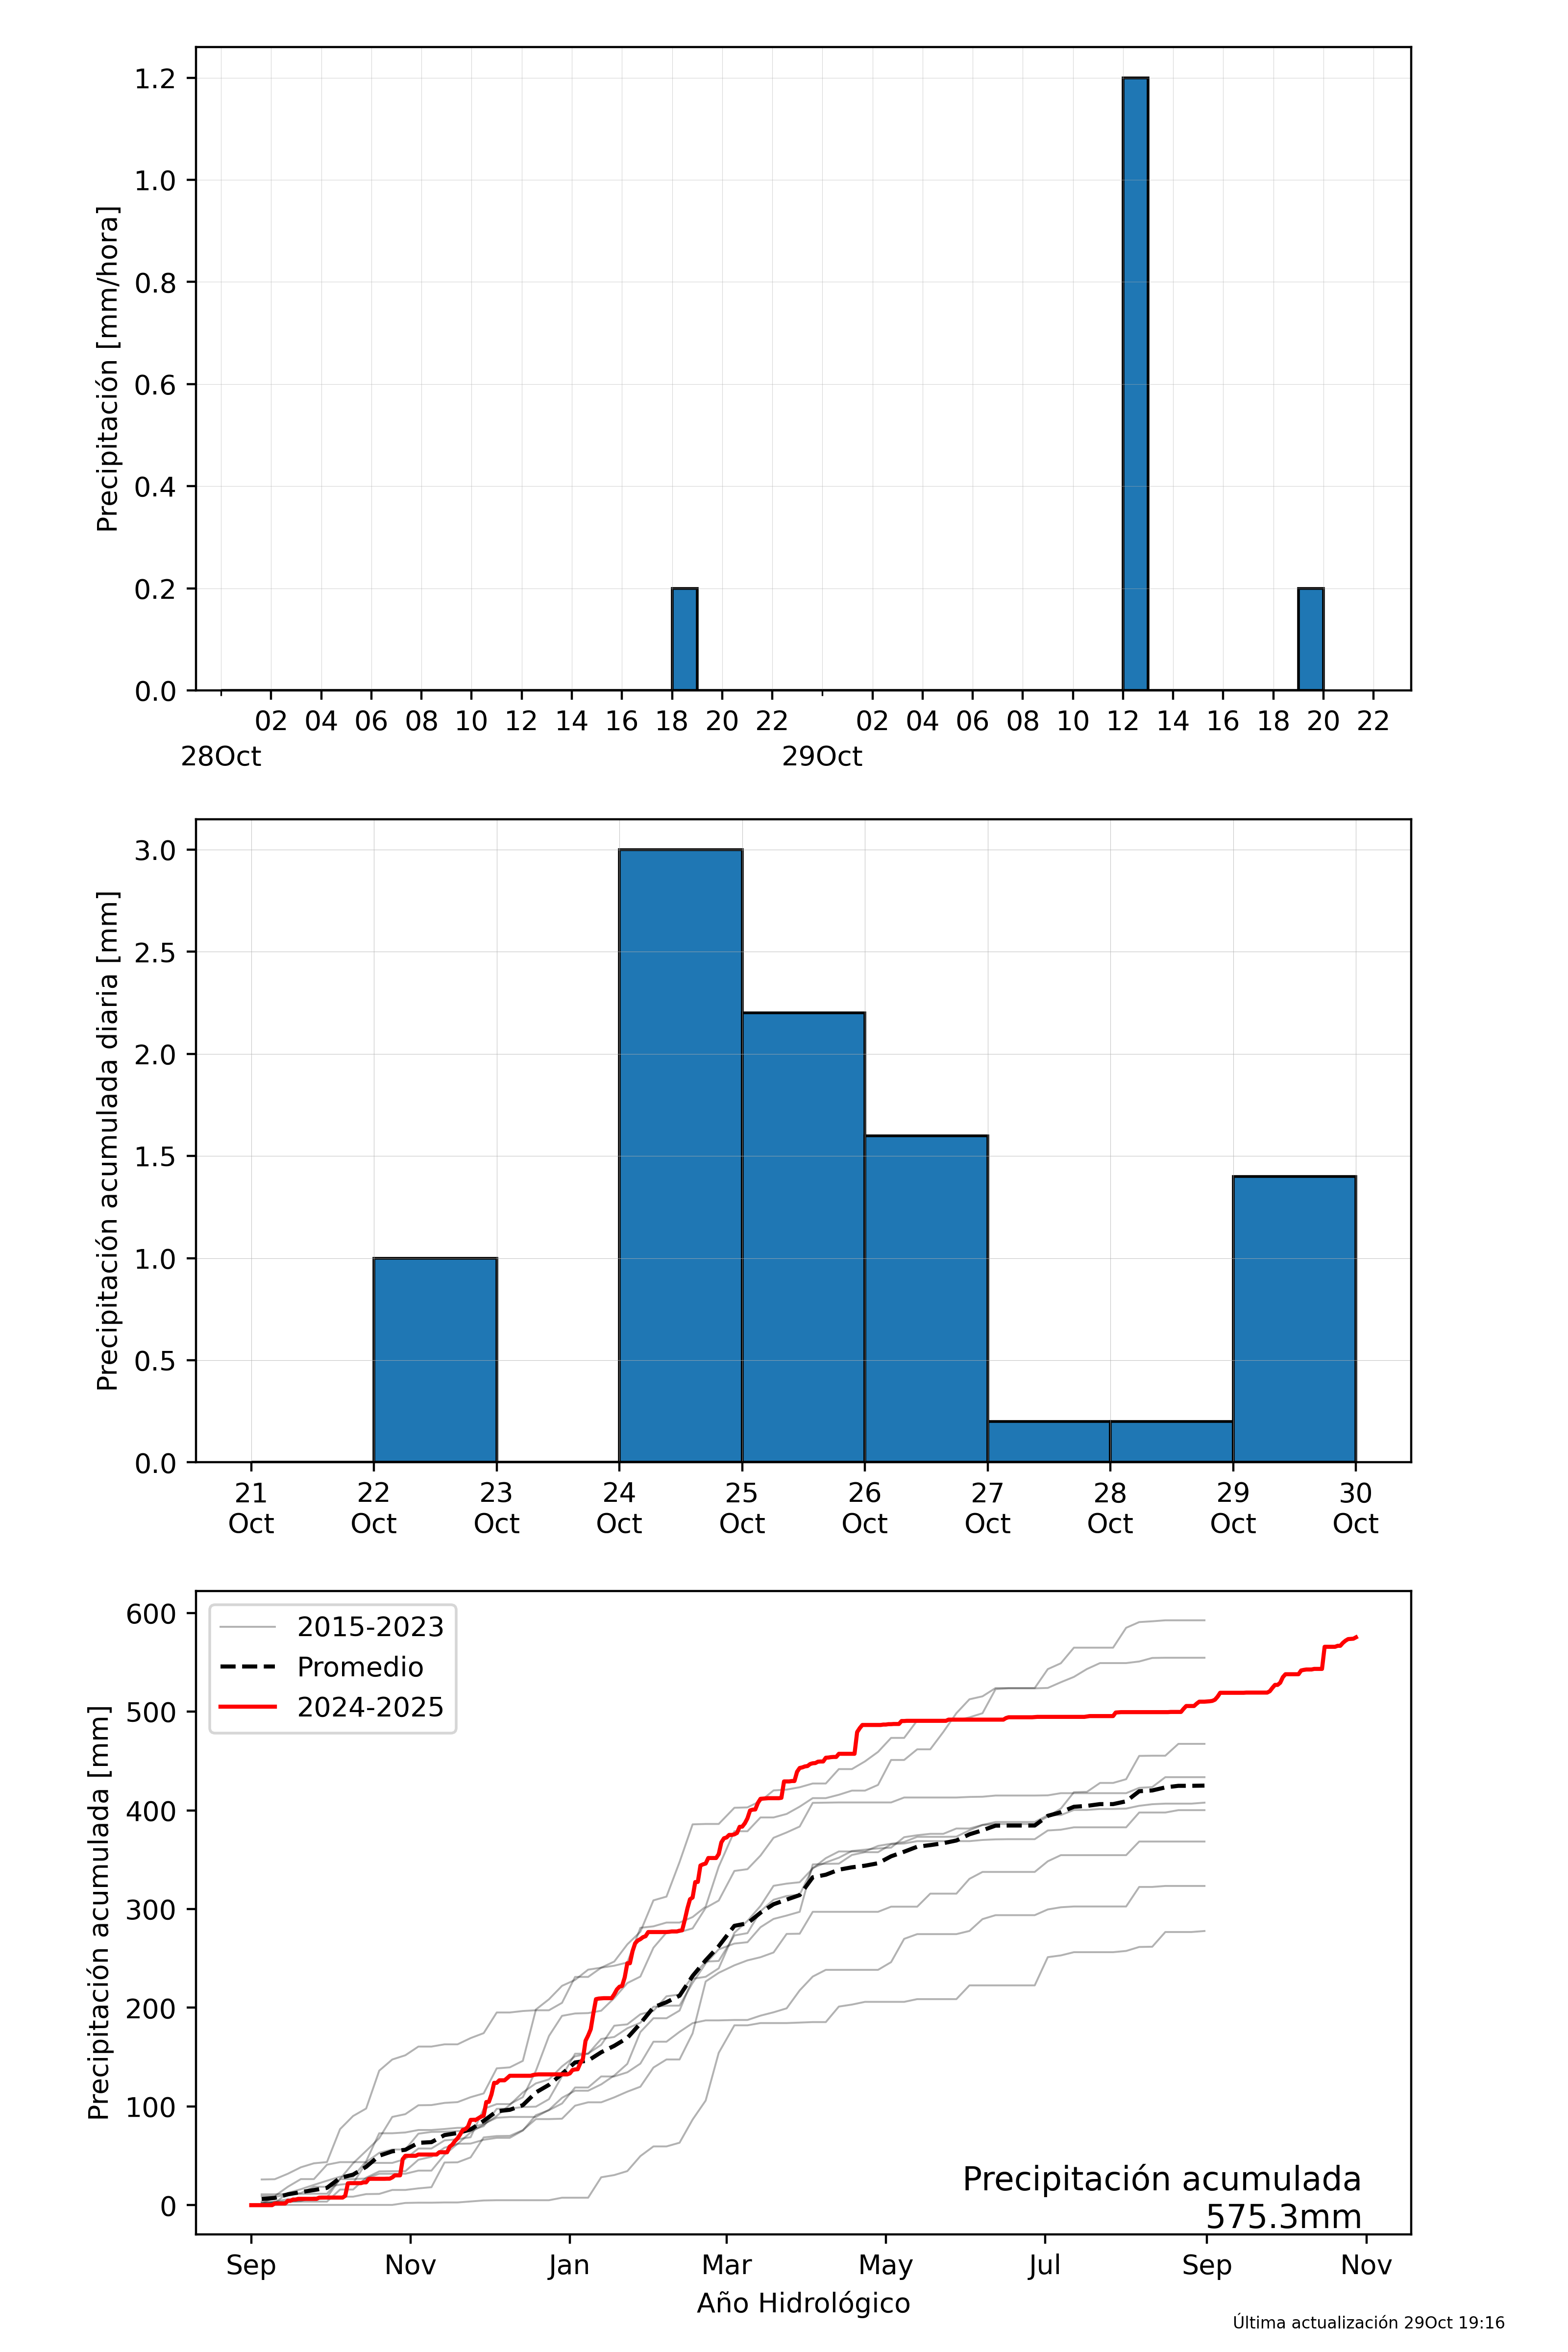 Precipitación [mm/hora]
1.2
1.0
0.8
0.6
0.4
0.2
0.0
02 04 06 08 10 12 14 16 18 20 22 02 04 06 08 10 12 14 16 18 20 22
28Oct 29Oct
Precipitación acumulada diaria [mm]
3.0
2.5
2.0
1.5
1.0
0.5
0.0
21 22 23 24 25 26 27 28 29 30
Oct Oct Oct Oct Oct Oct Oct Oct Oct Oct
Precipitación acumulada [mm]
600
500
400
300
200
100
0
2015-2023
Promedio
2024-2025
Precipitación acumulada
575.3mm
Sep Nov Jan Mar May Jul Sep Nov
Año Hidrológico
Última actualización 29Oct 19:16